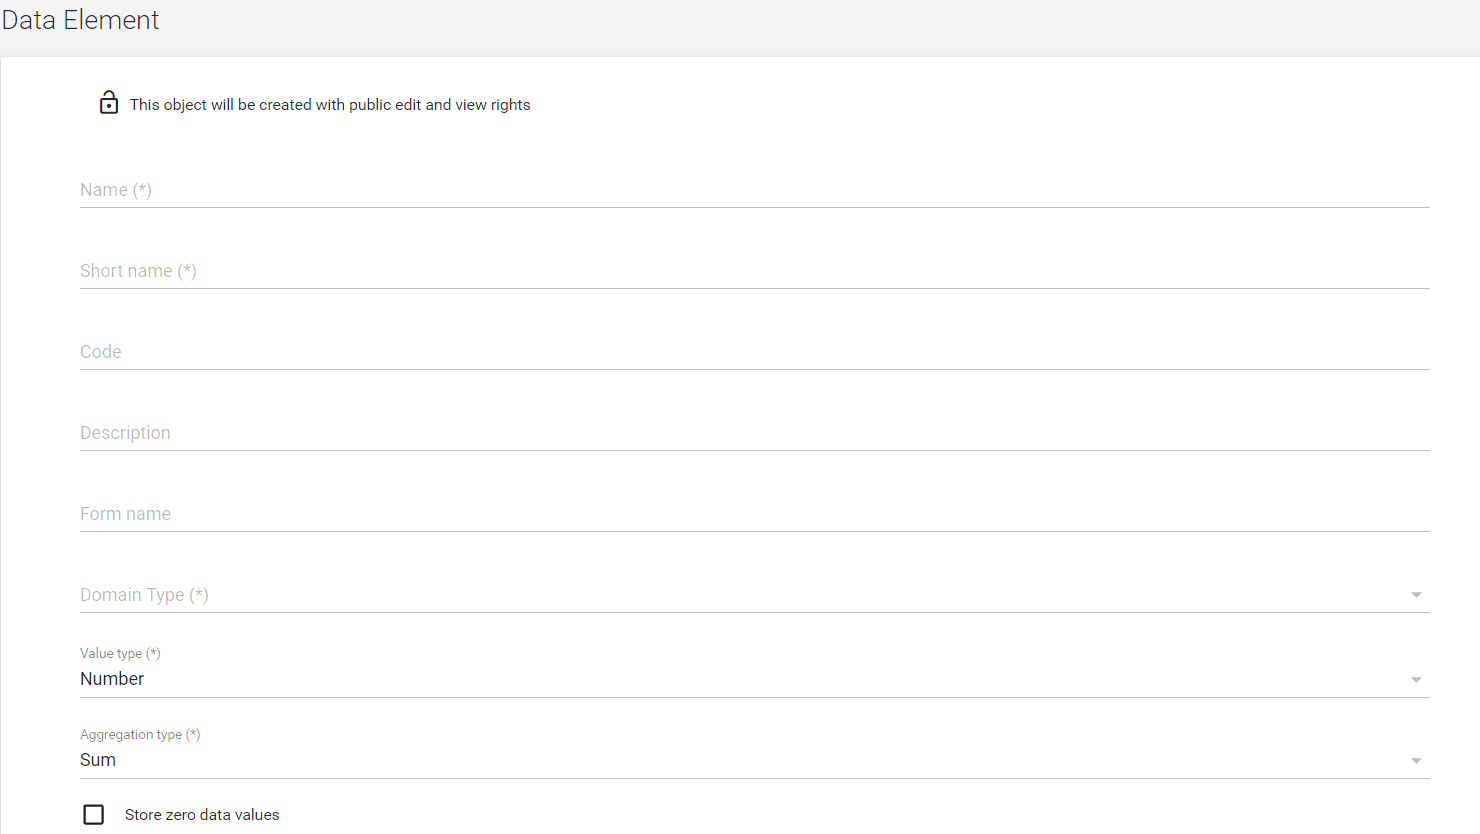 Data Element
This object will be created with public edit and view rights
Name (*)
Short name (*)
Code
Description
Form name
Domain Type (*)
Value type (*)
Number
Aggregation type (*)
Sum
Store zero data values